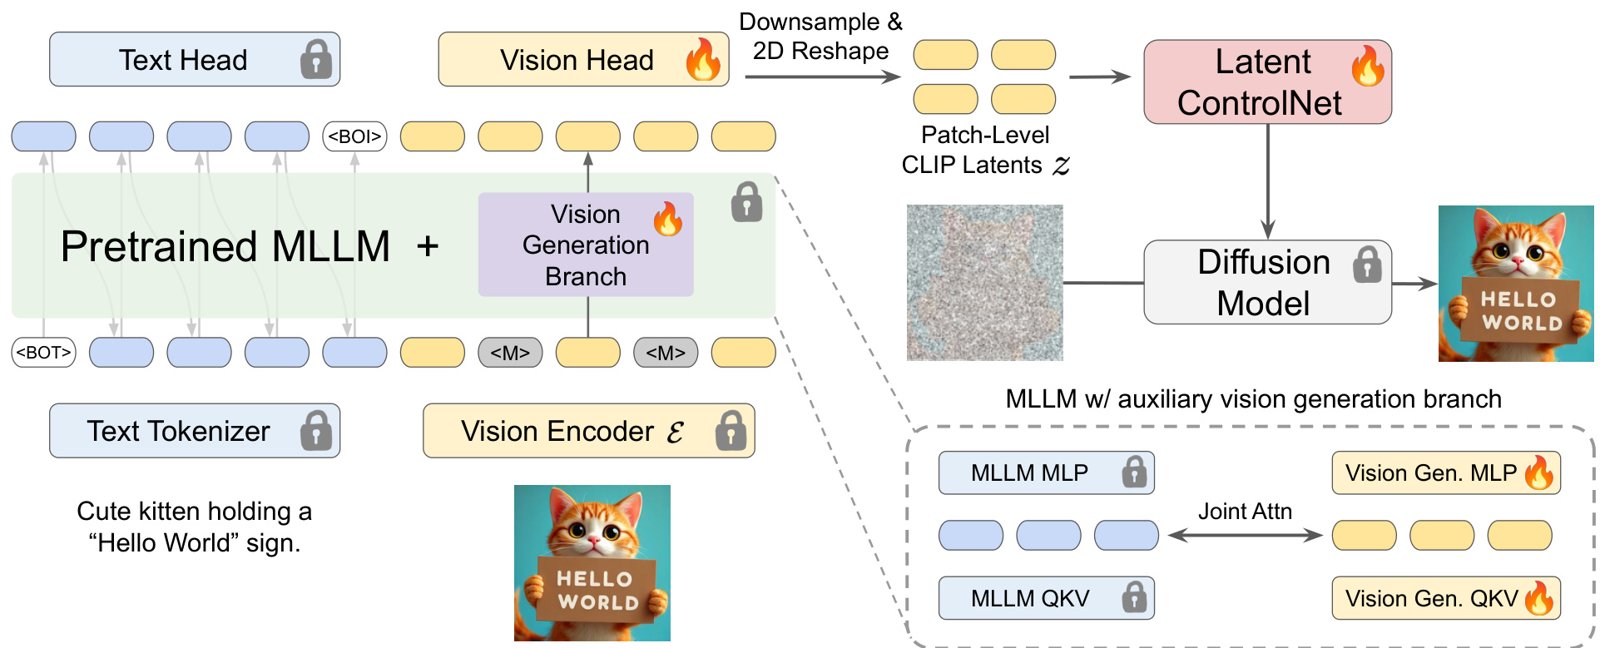 Text Head
Vision Head
Downsample &
2D Reshape
Latent
ControlNet
<BOI>
Patch-Level
CLIP Latents 𝓏
Vision
Generation
Branch
Pretrained MLLM +
Diffusion
Model
HELLO
WORLD
<BOT>
<M>
<M>
Text Tokenizer
Vision Encoder ℰ
Cute kitten holding a
“Hello World” sign.
HELLO
WORLD
MLLM w/ auxiliary vision generation branch
MLLM MLP
Vision Gen. MLP
Joint Attn
MLLM QKV
Vision Gen. QKV